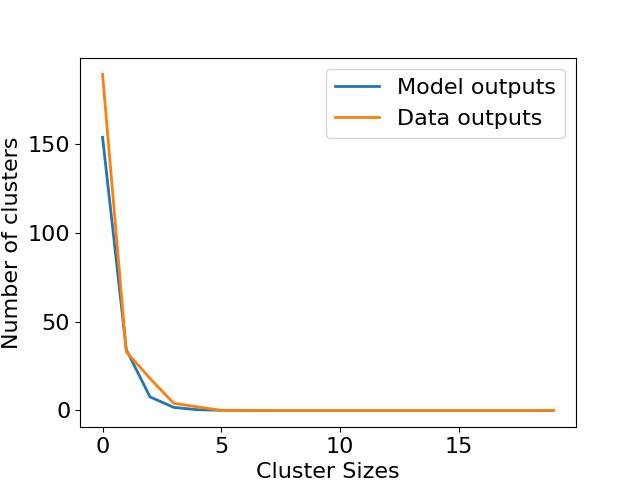 Model outputs
Data outputs
Number of clusters
150
100
50
0
0 5 10 15
Cluster Sizes